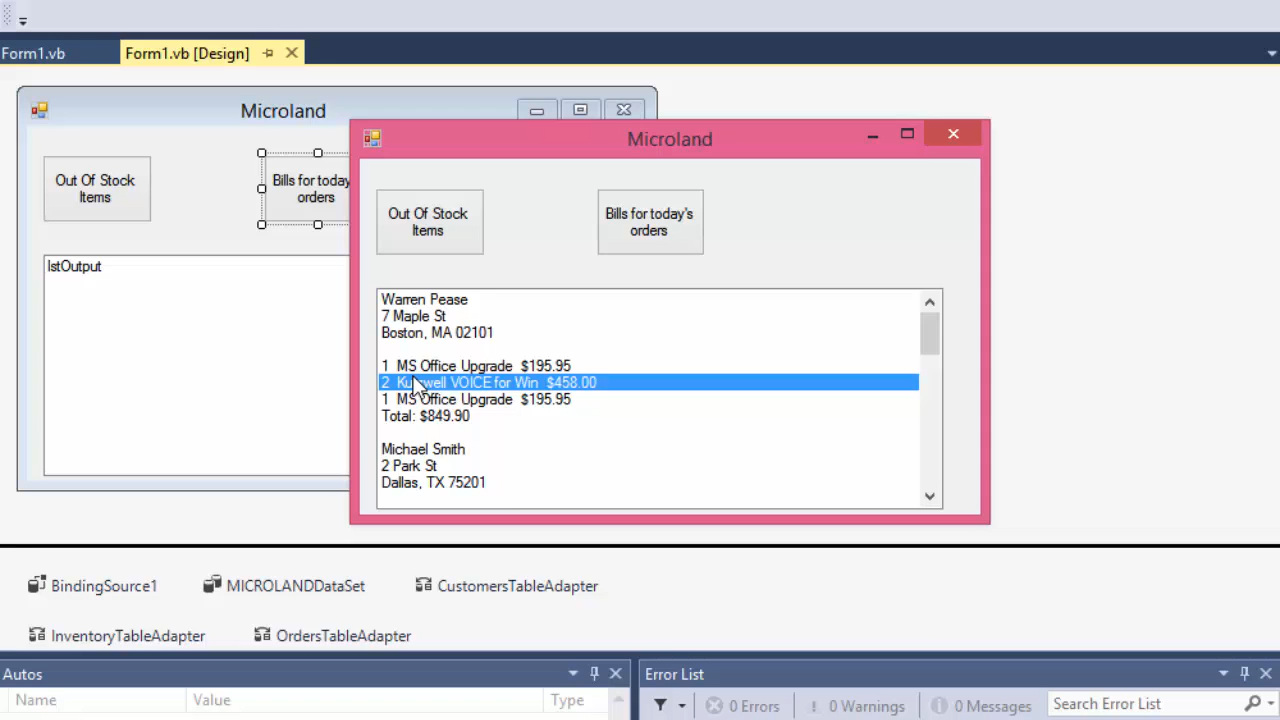 Form1.vb
Form1.vb [Design]
Microland
Out Of Stock
Items
Bills for today
orders
lstOutput
Microland
Out Of Stock
Items
Bills for today's
orders
Warren Pease
7 Maple St
Boston, MA 02101
1 MS Office Upgrade $195.95
2 VOICE for Win $458.00
1 MS Office Upgrade $195.95
Total: $849.90
Michael Smith
2 Park St
Dallas, TX 75201
BindingSource1
MICROLANDDataSet
CustomersTableAdapter
InventoryTableAdapter
OrdersTableAdapter
Autos
Name
Value
Type
Error List
0 Errors
0 Warnings
0 Messages
Search Error List